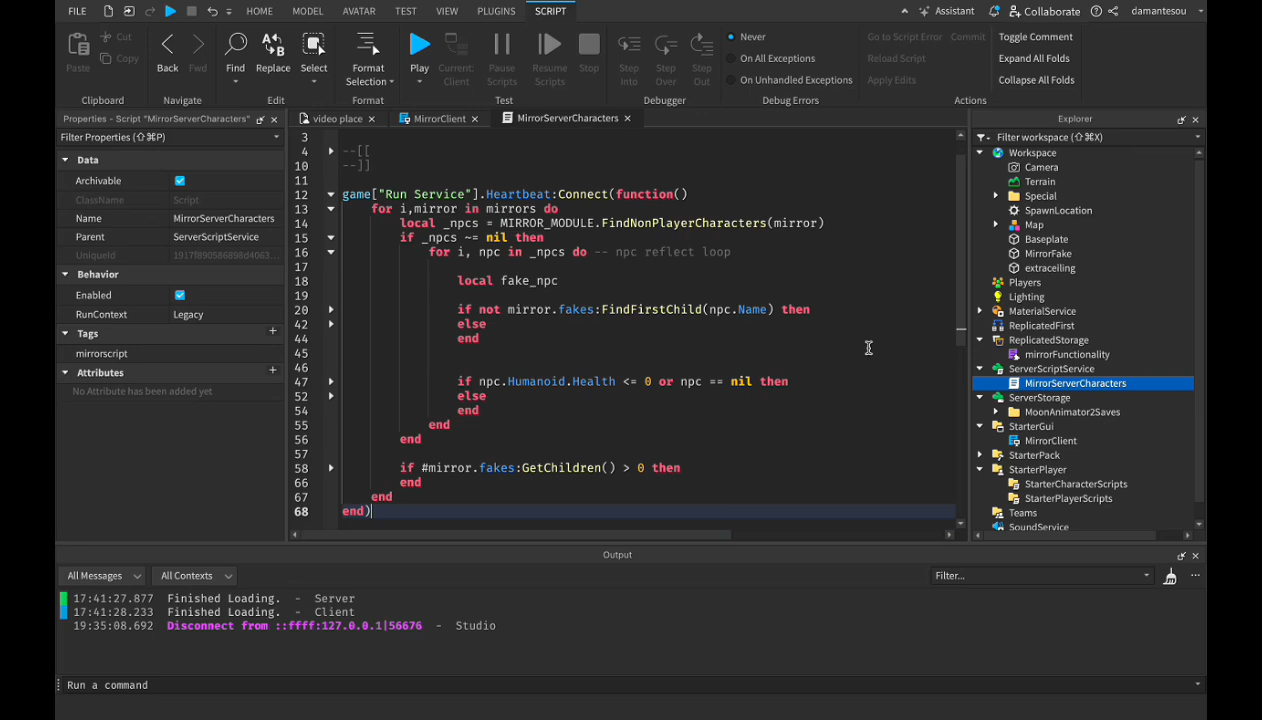 FILE HOME MODEL AVATAR TEST VIEW PLUGINS SCRIPT Assistant Collaborate damantesou
Paste Cut Copy Back Fwd Find Replace Select Format Selection Play Current: Client Pause Scripts Resume Scripts Stop Step Into Step Over Step Out Never On All Exceptions On Unhandled Exceptions Go to Script Error Commit Reload Script Apply Edits Toggle Comment Expand All Folds Collapse All Folds
Clipboard Navigate Edit Format Test Debugger Debug Errors Actions
Properties - Script "MirrorServerCharacters"
Filter Properties (⇧⌘P)
Data
Archivable
ClassName Script
Name MirrorServerCharacters
Parent ServerScriptService
UniqueId 1917f890586898d4063...
Behavior
Enabled
RunContext Legacy
Tags
mirrorscript
Attributes
No Attribute has been added yet
video place MirrorClient MirrorServerCharacters
3
4 --[[
10 --]]
11
12 game["Run Service"].Heartbeat:Connect(function()
13 for i,mirror in mirrors do
14 local _npcs = MIRROR_MODULE.FindNonPlayerCharacters(mirror)
15 if _npcs ~= nil then
16 for i, npc in _npcs do -- npc reflect loop
17
18 local fake_npc
19
20 if not mirror.fakes:FindFirstChild(npc.Name) then
42 else
44 end
45
46
47 if npc.Humanoid.Health <= 0 or npc == nil then
52 else
54 end
55 end
56 end
57
58 if #mirror.fakes:GetChildren() > 0 then
66 end
67 end
68 end)
Explorer
Filter workspace (⇧⌘X)
Workspace
Camera
Terrain
Special
SpawnLocation
Map
Baseplate
MirrorFake
extraceiling
Players
Lighting
MaterialService
ReplicatedFirst
ReplicatedStorage
mirrorFunctionality
ServerScriptService
MirrorServerCharacters
ServerStorage
MoonAnimator2Saves
StarterGui
MirrorClient
StarterPack
StarterPlayer
StarterCharacterScripts
StarterPlayerScripts
Teams
SoundService
Output
All Messages All Contexts Filter...
17:41:27.877 Finished Loading. - Server
17:41:28.233 Finished Loading. - Client
19:35:08.692 Disconnect from ::ffff:127.0.0.1|56676 - Studio
Run a command